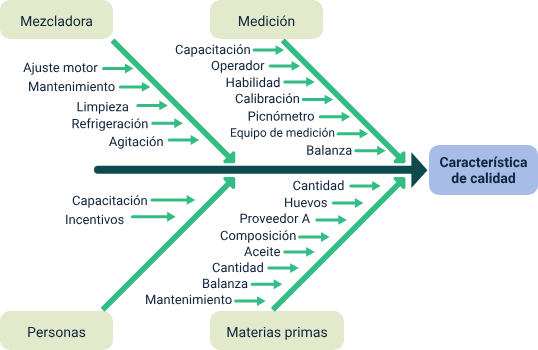 Mezcladora
Medición
Ajuste motor
Mantenimiento
Limpieza
Refrigeración
Agitación
Capacitación
Operador
Habilidad
Calibración
Picnómetro
Equipo de medición
Balanza
Característica
de calidad
Capacitación
Incentivos
Cantidad
Huevos
Proveedor A
Composición
Aceite
Cantidad
Balanza
Mantenimiento
Personas
Materias primas